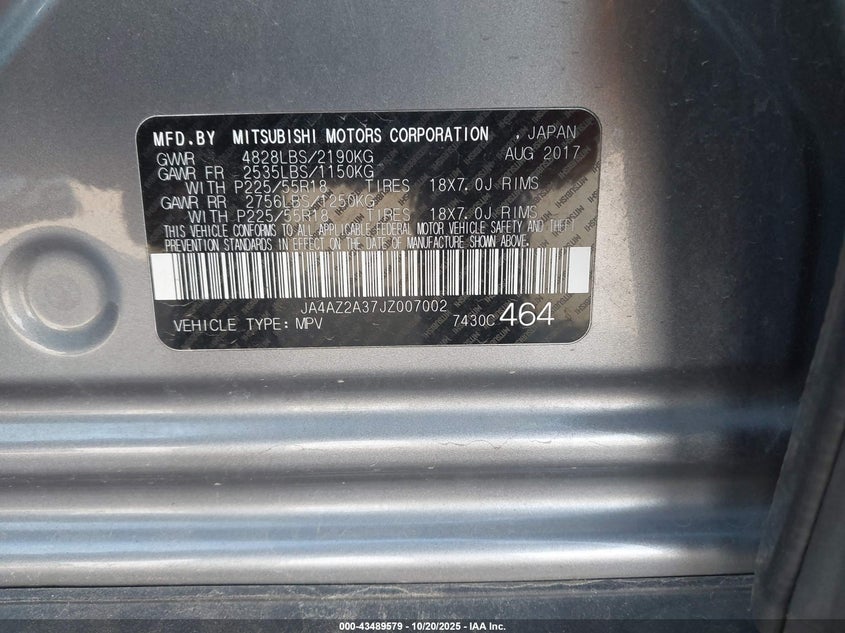 MFD.BY MITSUBISHI MOTORS CORPORATION , JAPAN
GVWR 4828LBS/2190KG AUG 2017
GAWR FR 2535LBS/1150KG
WITH P225/55R18 TIRES 18X7.0J RIMS
GAWR RR 2756LBS/1250KG
WITH P225/55R18 TIRES 18X7.0J RIMS
THIS VEHICLE CONFORMS TO ALL APPLICABLE FEDERAL MOTOR VEHICLE SAFETY AND THEFT
PREVENTION STANDARDS IN EFFECT ON THE DATE OF MANUFACTURE SHOWN ABOVE.
JA4AZ2A37JZ007002
VEHICLE TYPE: MPV 7430C 464
000-43489579 - 10/20/2025 - IAA Inc.